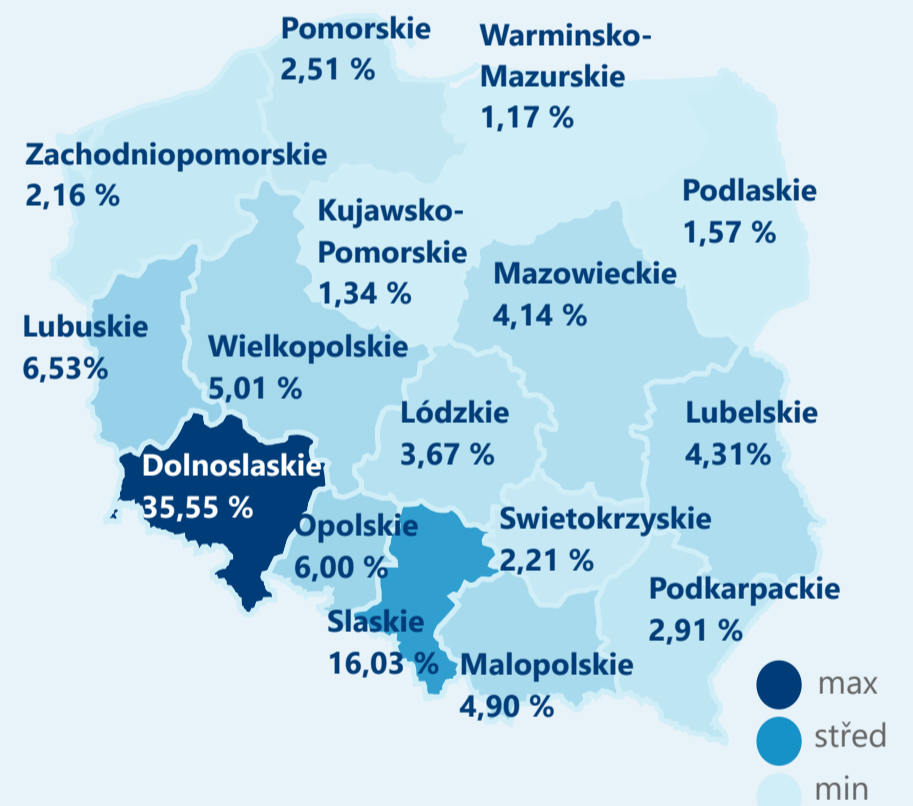 Pomorskie
2,51 %
Warminsko-
Mazurskie
1,17 %
Zachodniopomorskie
2,16 %
Kujawsko-
Pomorskie
1,34 %
Podlaskie
1,57 %
Mazowieckie
4,14 %
Lubuskie
6,53%
Wielkopolskie
5,01 %
Lódzkie
3,67 %
Lubelskie
4,31%
Dolnoslaskie
35,55 %
Opolskie
6,00 %
Swietokrzyskie
2,21 %
Podkarpackie
2,91 %
Slaskie
16,03 %
Malopolskie
4,90 %
max
střed
min